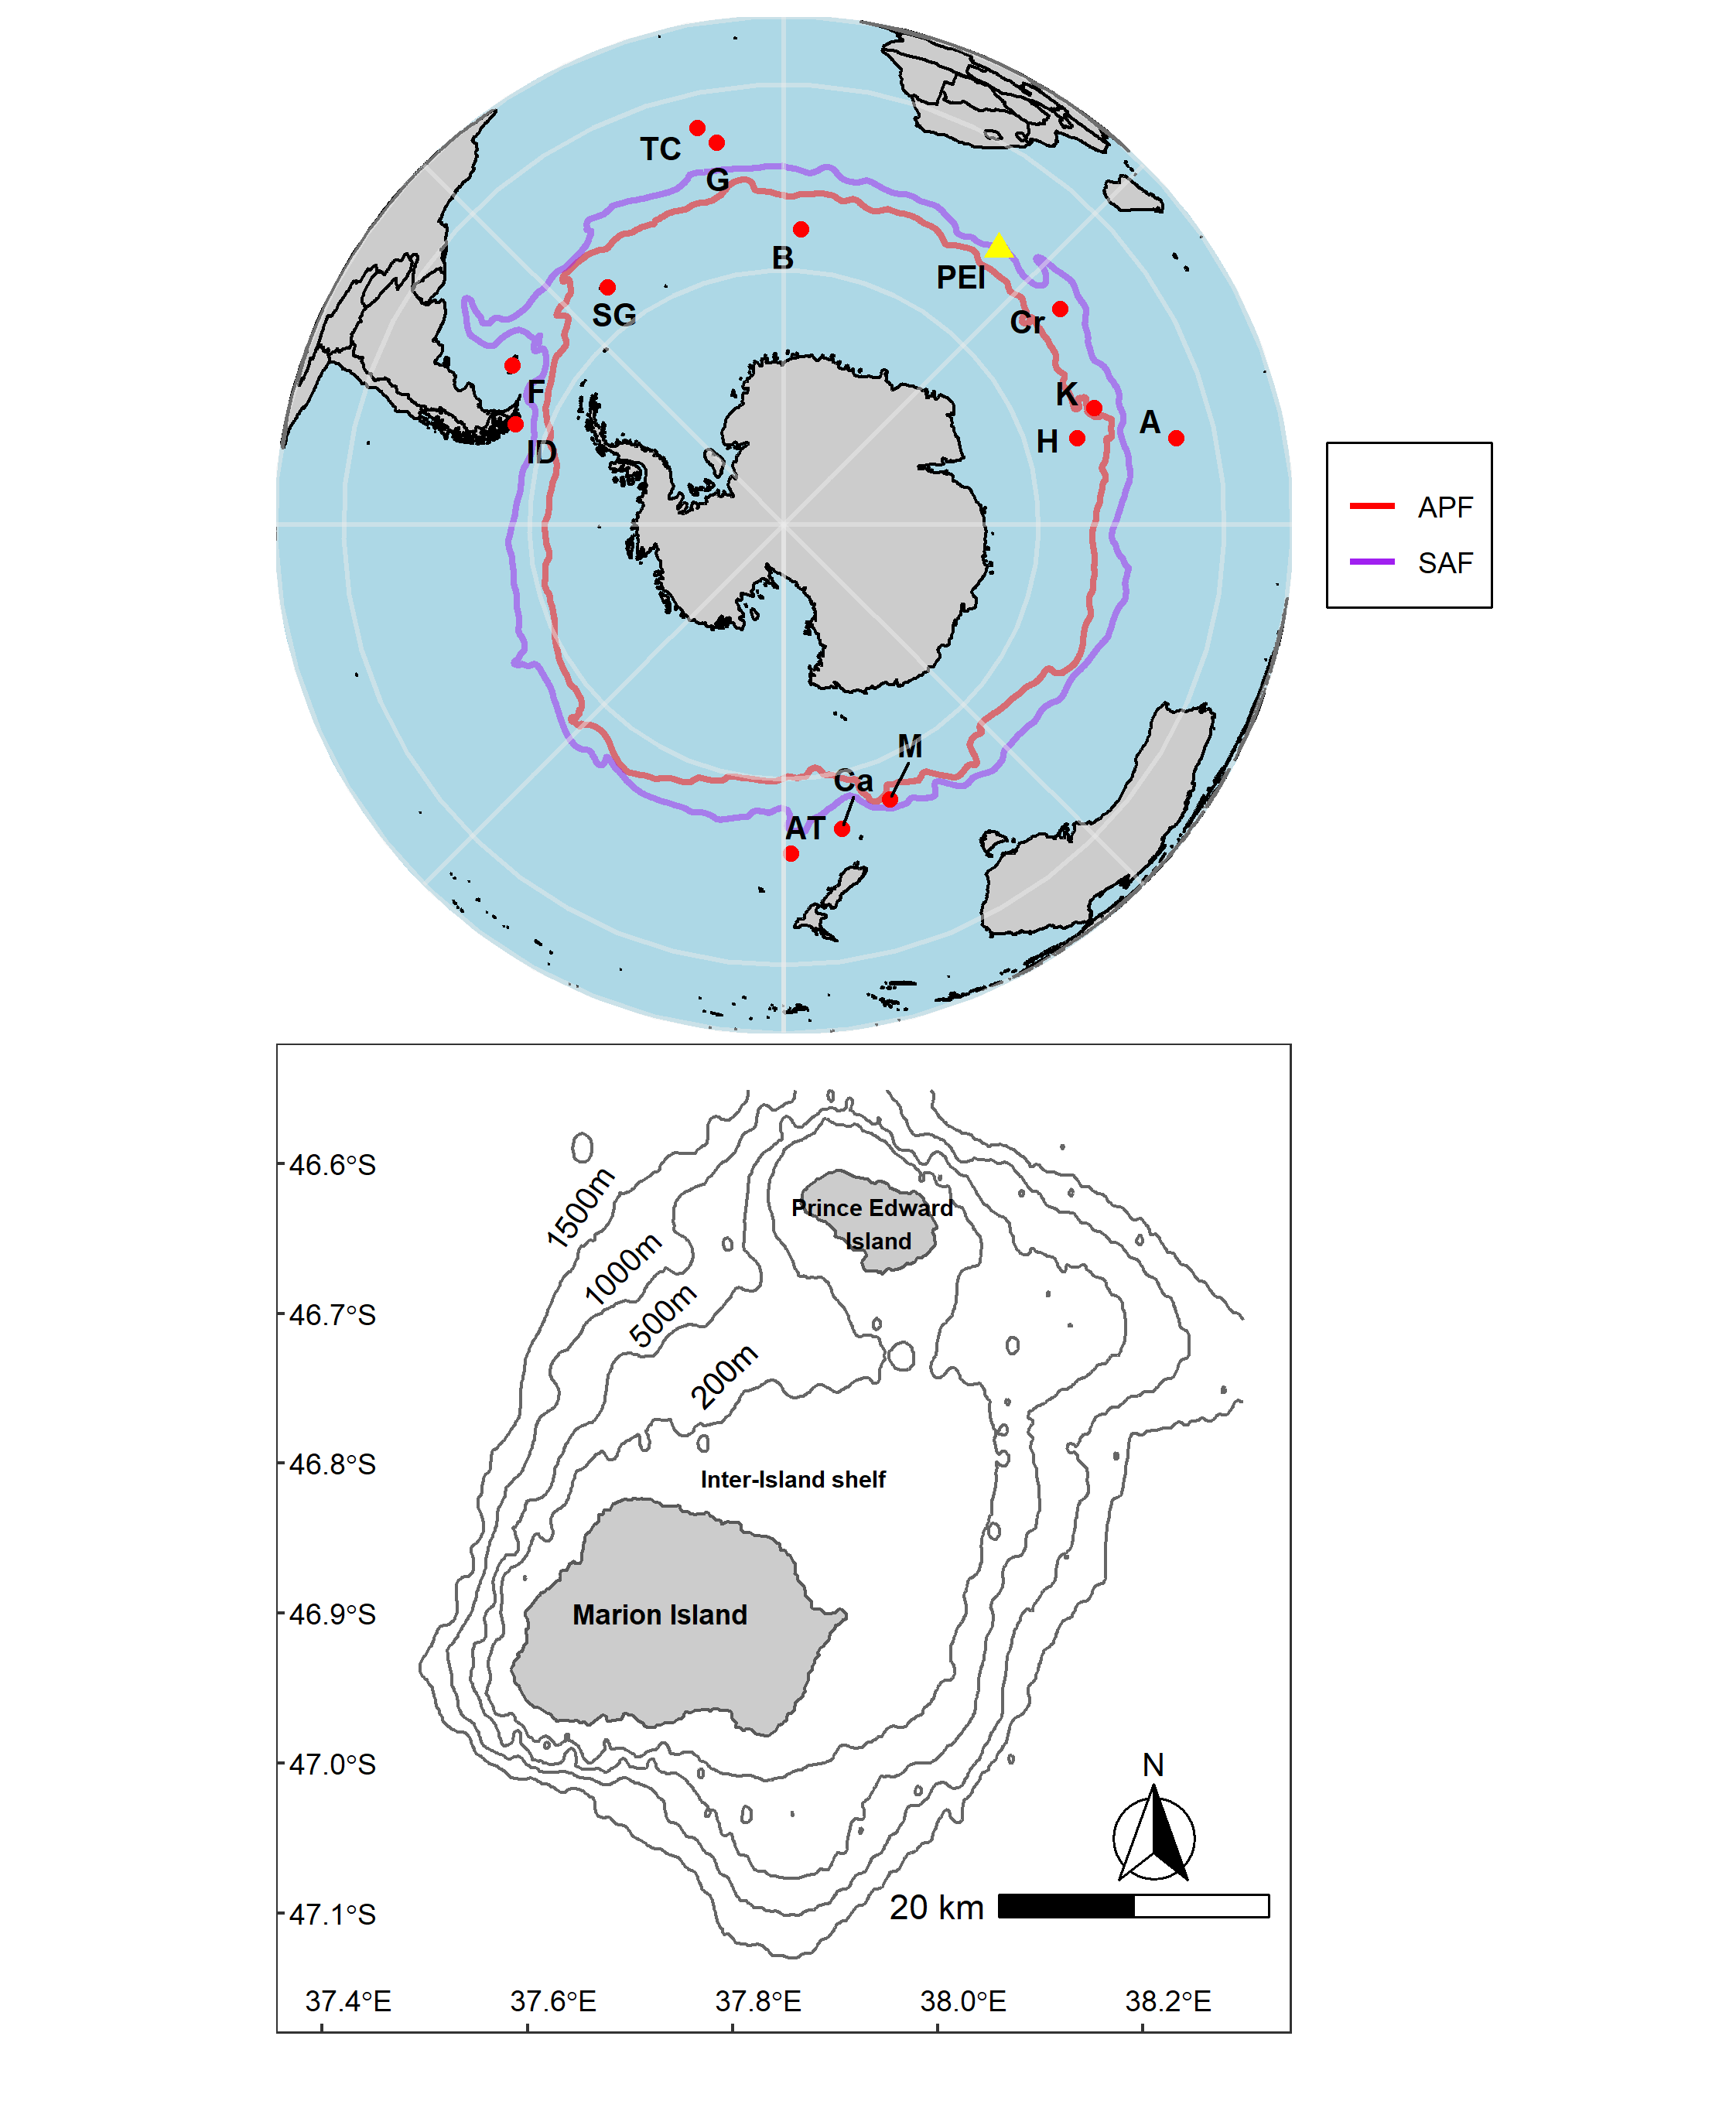 TC
G
B
PEI
SG
Cr
F
K
A
H
ID
APF
SAF
M
Ca
AT
46.6°S
46.7°S
46.8°S
46.9°S
47.0°S
47.1°S
1500m
1000m
500m
200m
Prince Edward
Island
Inter-Island shelf
Marion Island
N
20 km
37.4°E
37.6°E
37.8°E
38.0°E
38.2°E